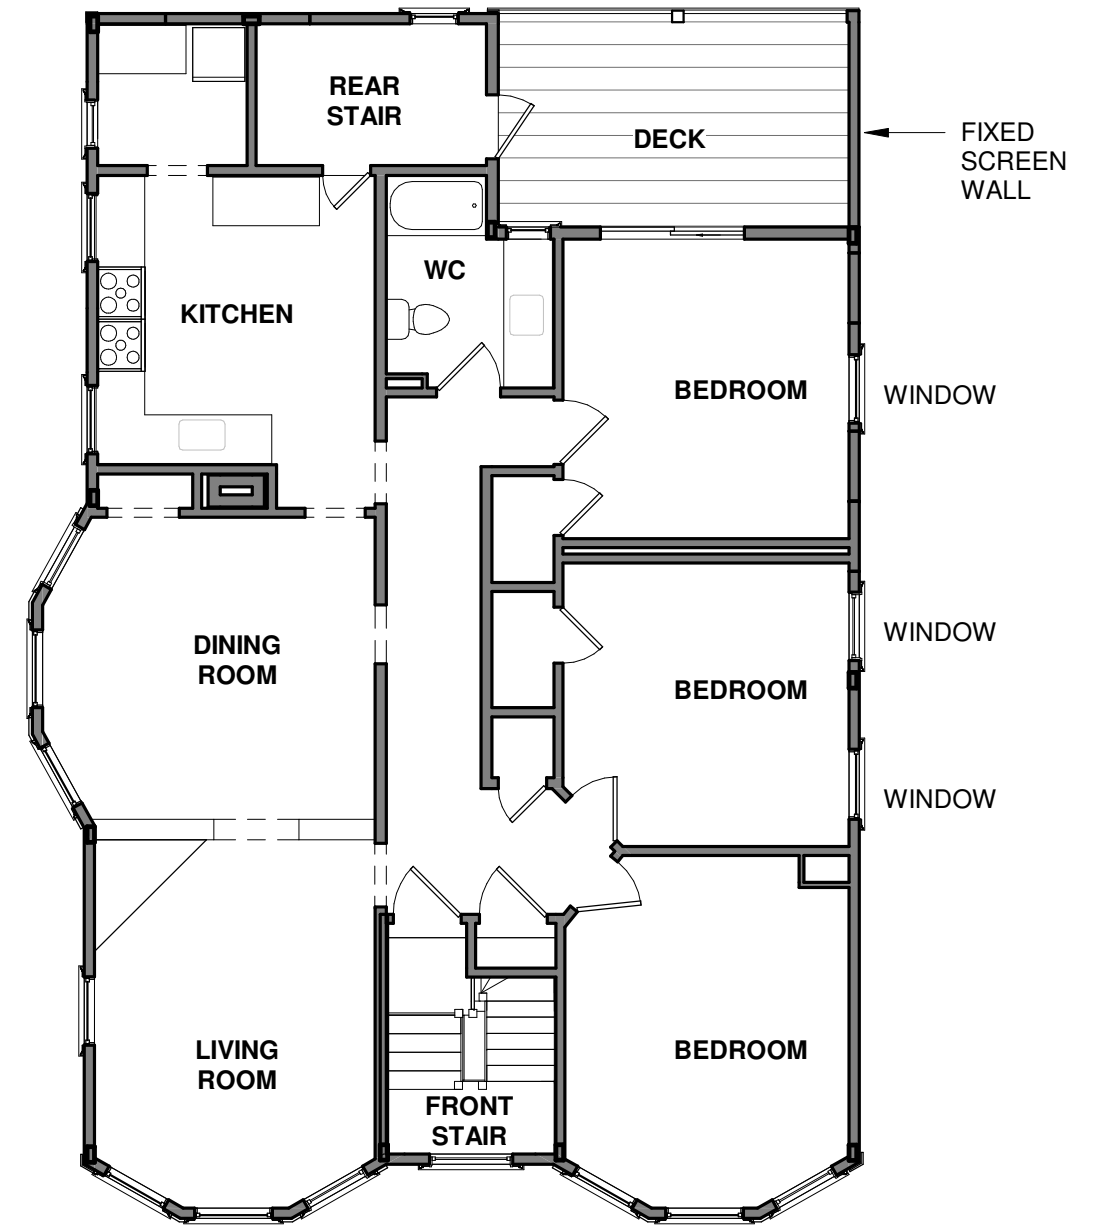 REAR
STAIR
DECK
FIXED
SCREEN
WALL
WC
KITCHEN
BEDROOM
WINDOW
DINING
ROOM
WINDOW
BEDROOM
WINDOW
LIVING
ROOM
BEDROOM
FRONT
STAIR